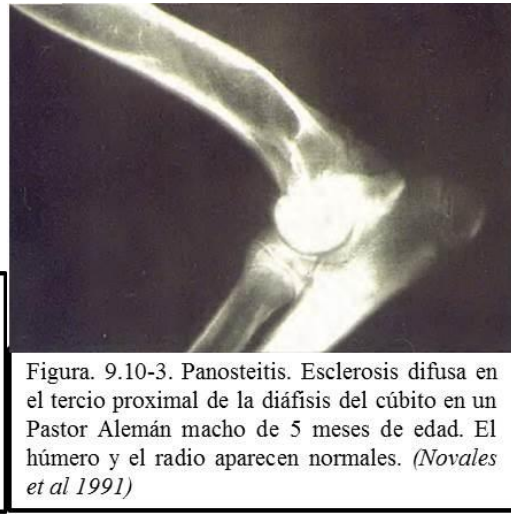 Figura. 9.10-3. Panosteitis. Esclerosis difusa en
el tercio proximal de la diáfisis del cúbito en un
Pastor Alemán macho de 5 meses de edad. El
húmero y el radio aparecen normales. (Novales
et al 1991)